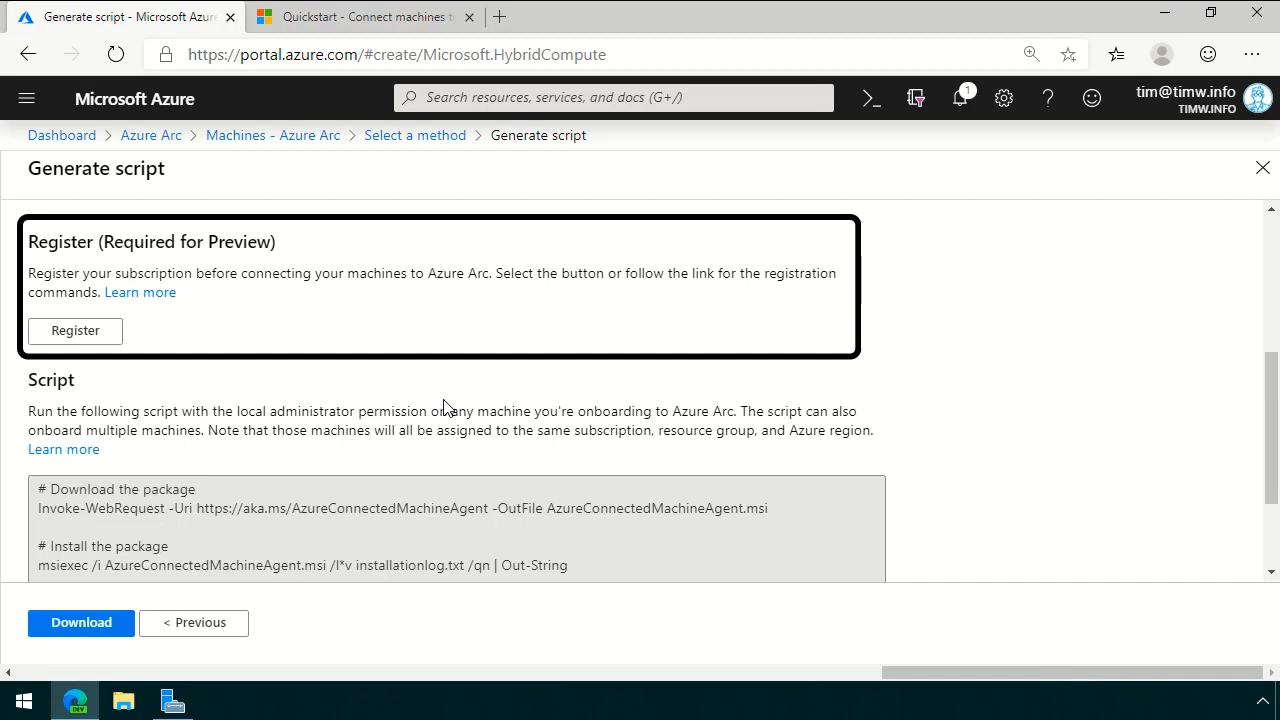 Generate script - Microsoft Azure
Quickstart - Connect machines to
https://portal.azure.com/#create/Microsoft.HybridCompute
Microsoft Azure
Search resources, services, and docs (G+/)
1
tim@timw.info
TIMW.INFO
Dashboard > Azure Arc > Machines - Azure Arc > Select a method > Generate script
Generate script
Register (Required for Preview)
Register your subscription before connecting your machines to Azure Arc. Select the button or follow the link for the registration
commands. Learn more
Register
Script
Run the following script with the local administrator permission on any machine you're onboarding to Azure Arc. The script can also
onboard multiple machines. Note that those machines will all be assigned to the same subscription, resource group, and Azure region.
Learn more
# Download the package
Invoke-WebRequest -Uri https://aka.ms/AzureConnectedMachineAgent -OutFile AzureConnectedMachineAgent.msi
# Install the package
msiexec /i AzureConnectedMachineAgent.msi /l*v installationlog.txt /qn | Out-String
Download
< Previous
DEV